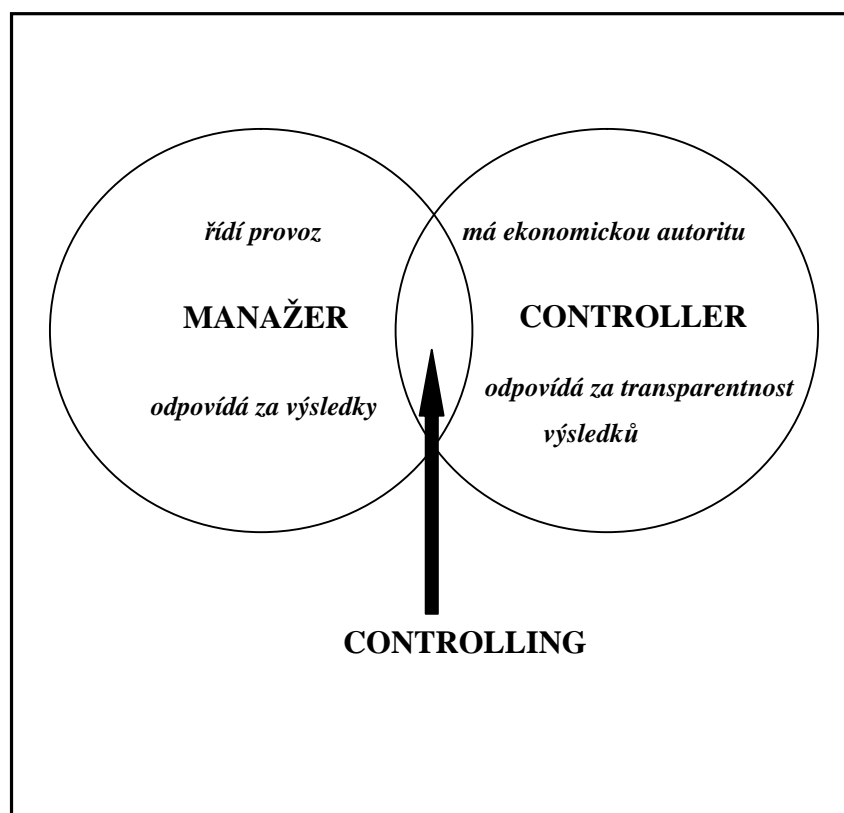 řídí provoz
má ekonomickou autoritu
MANAŽER
CONTROLLER
odpovídá za výsledky
odpovídá za transparentnost
výsledků
CONTROLLING